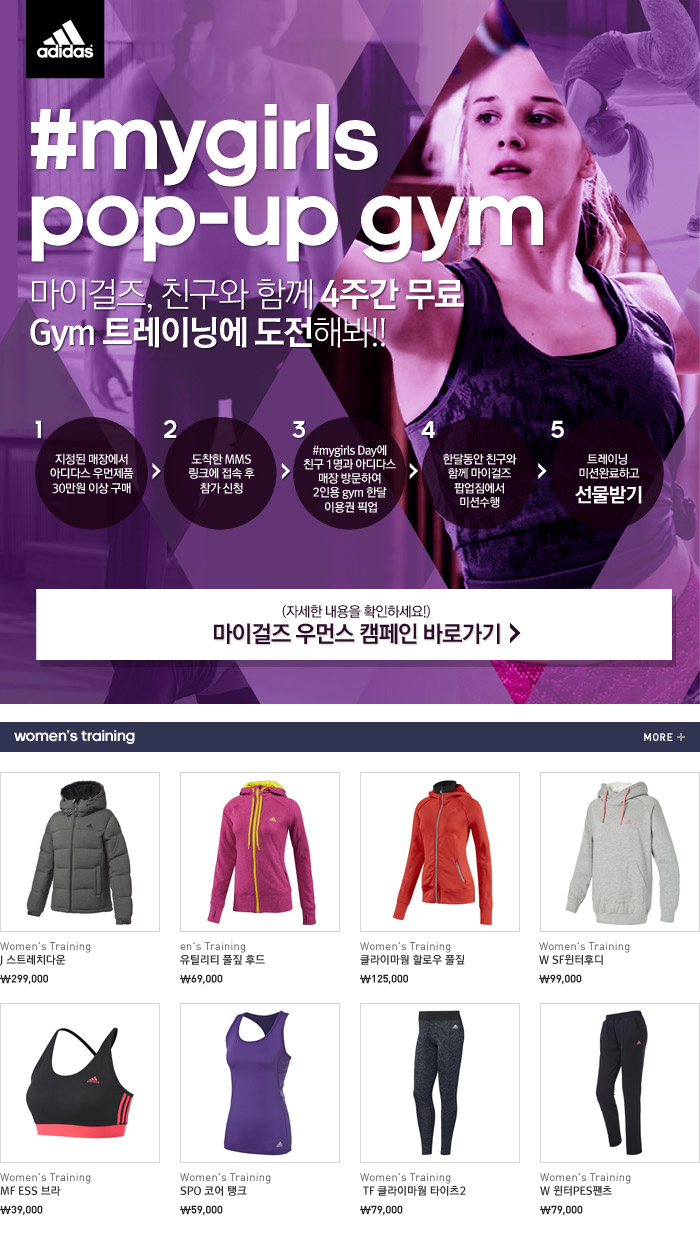 adidas
#mygirls
pop-up gym
마이걸즈, 친구와 함께 4주간 무료
Gym 트레이닝에 도전해봐!!
1
지정된 매장에서
아디다스 우먼제품
30만원 이상 구매
2
도착한 MMS
링크에 접속 후
참가 신청
3
#mygirls Day에
친구 1명과 아디다스
매장 방문하여
2인용 gym 한달
이용권 픽업
4
한달동안 친구와
함께 마이걸즈
팝업짐에서
미션수행
5
트레이닝
미션완료하고
선물받기
(자세한 내용을 확인하세요!)
마이걸즈 우먼스 캠페인 바로가기 >
women's training
MORE +
Women's Training
J 스트레치다운
₩299,000
en's Training
유틸리티 풀짚 후드
₩69,000
Women's Training
클라이마웜 할로우 풀짚
₩125,000
Women's Training
W SF윈터후디
₩99,000
Women's Training
MF ESS 브라
₩39,000
Women's Training
SPO 코어 탱크
₩59,000
Women's Training
TF 클라이마웜 타이츠2
₩79,000
Women's Training
W 윈터PES팬츠
₩79,000